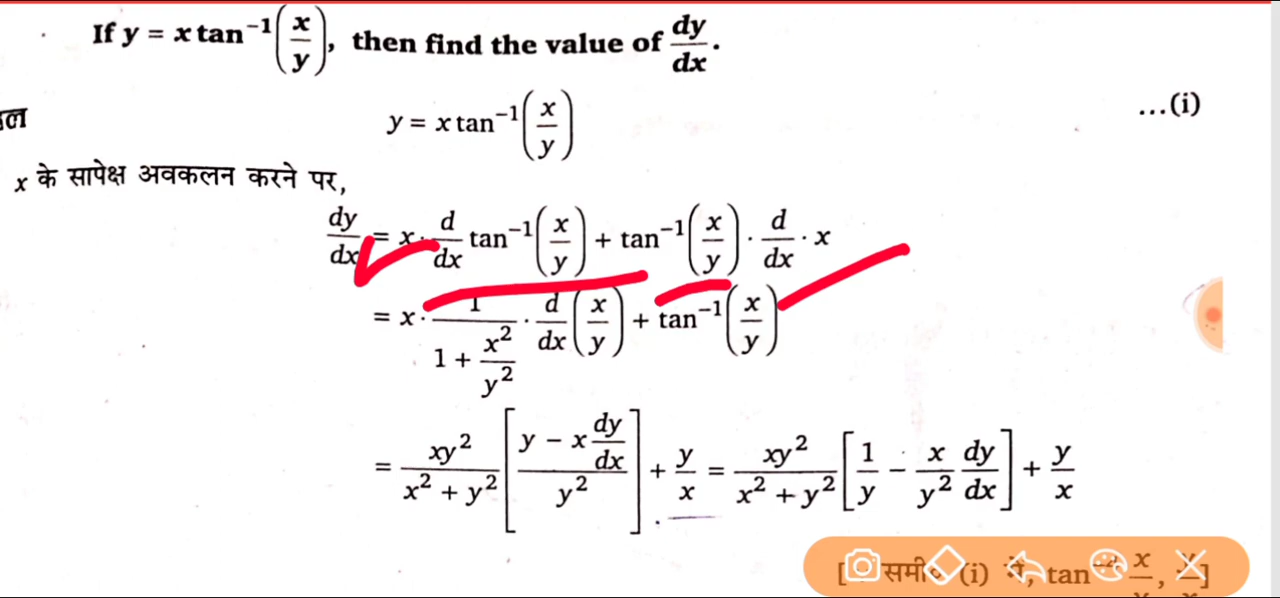 If y = x tan⁻¹(x/y), then find the value of dy/dx.
y = x tan⁻¹(x/y) ...(i)
x के सापेक्ष अवकलन करने पर,
dy/dx = x · d/dx tan⁻¹(x/y) + tan⁻¹(x/y) · d/dx · x
= x · 1/(1 + x²/y²) · d/dx (x/y) + tan⁻¹(x/y)
= xy²/(x² + y²) [(y − x dy/dx)/y²] + y/x = xy²/(x² + y²) [1/y − x/y² dy/dx] + y/x
(i) में, tan